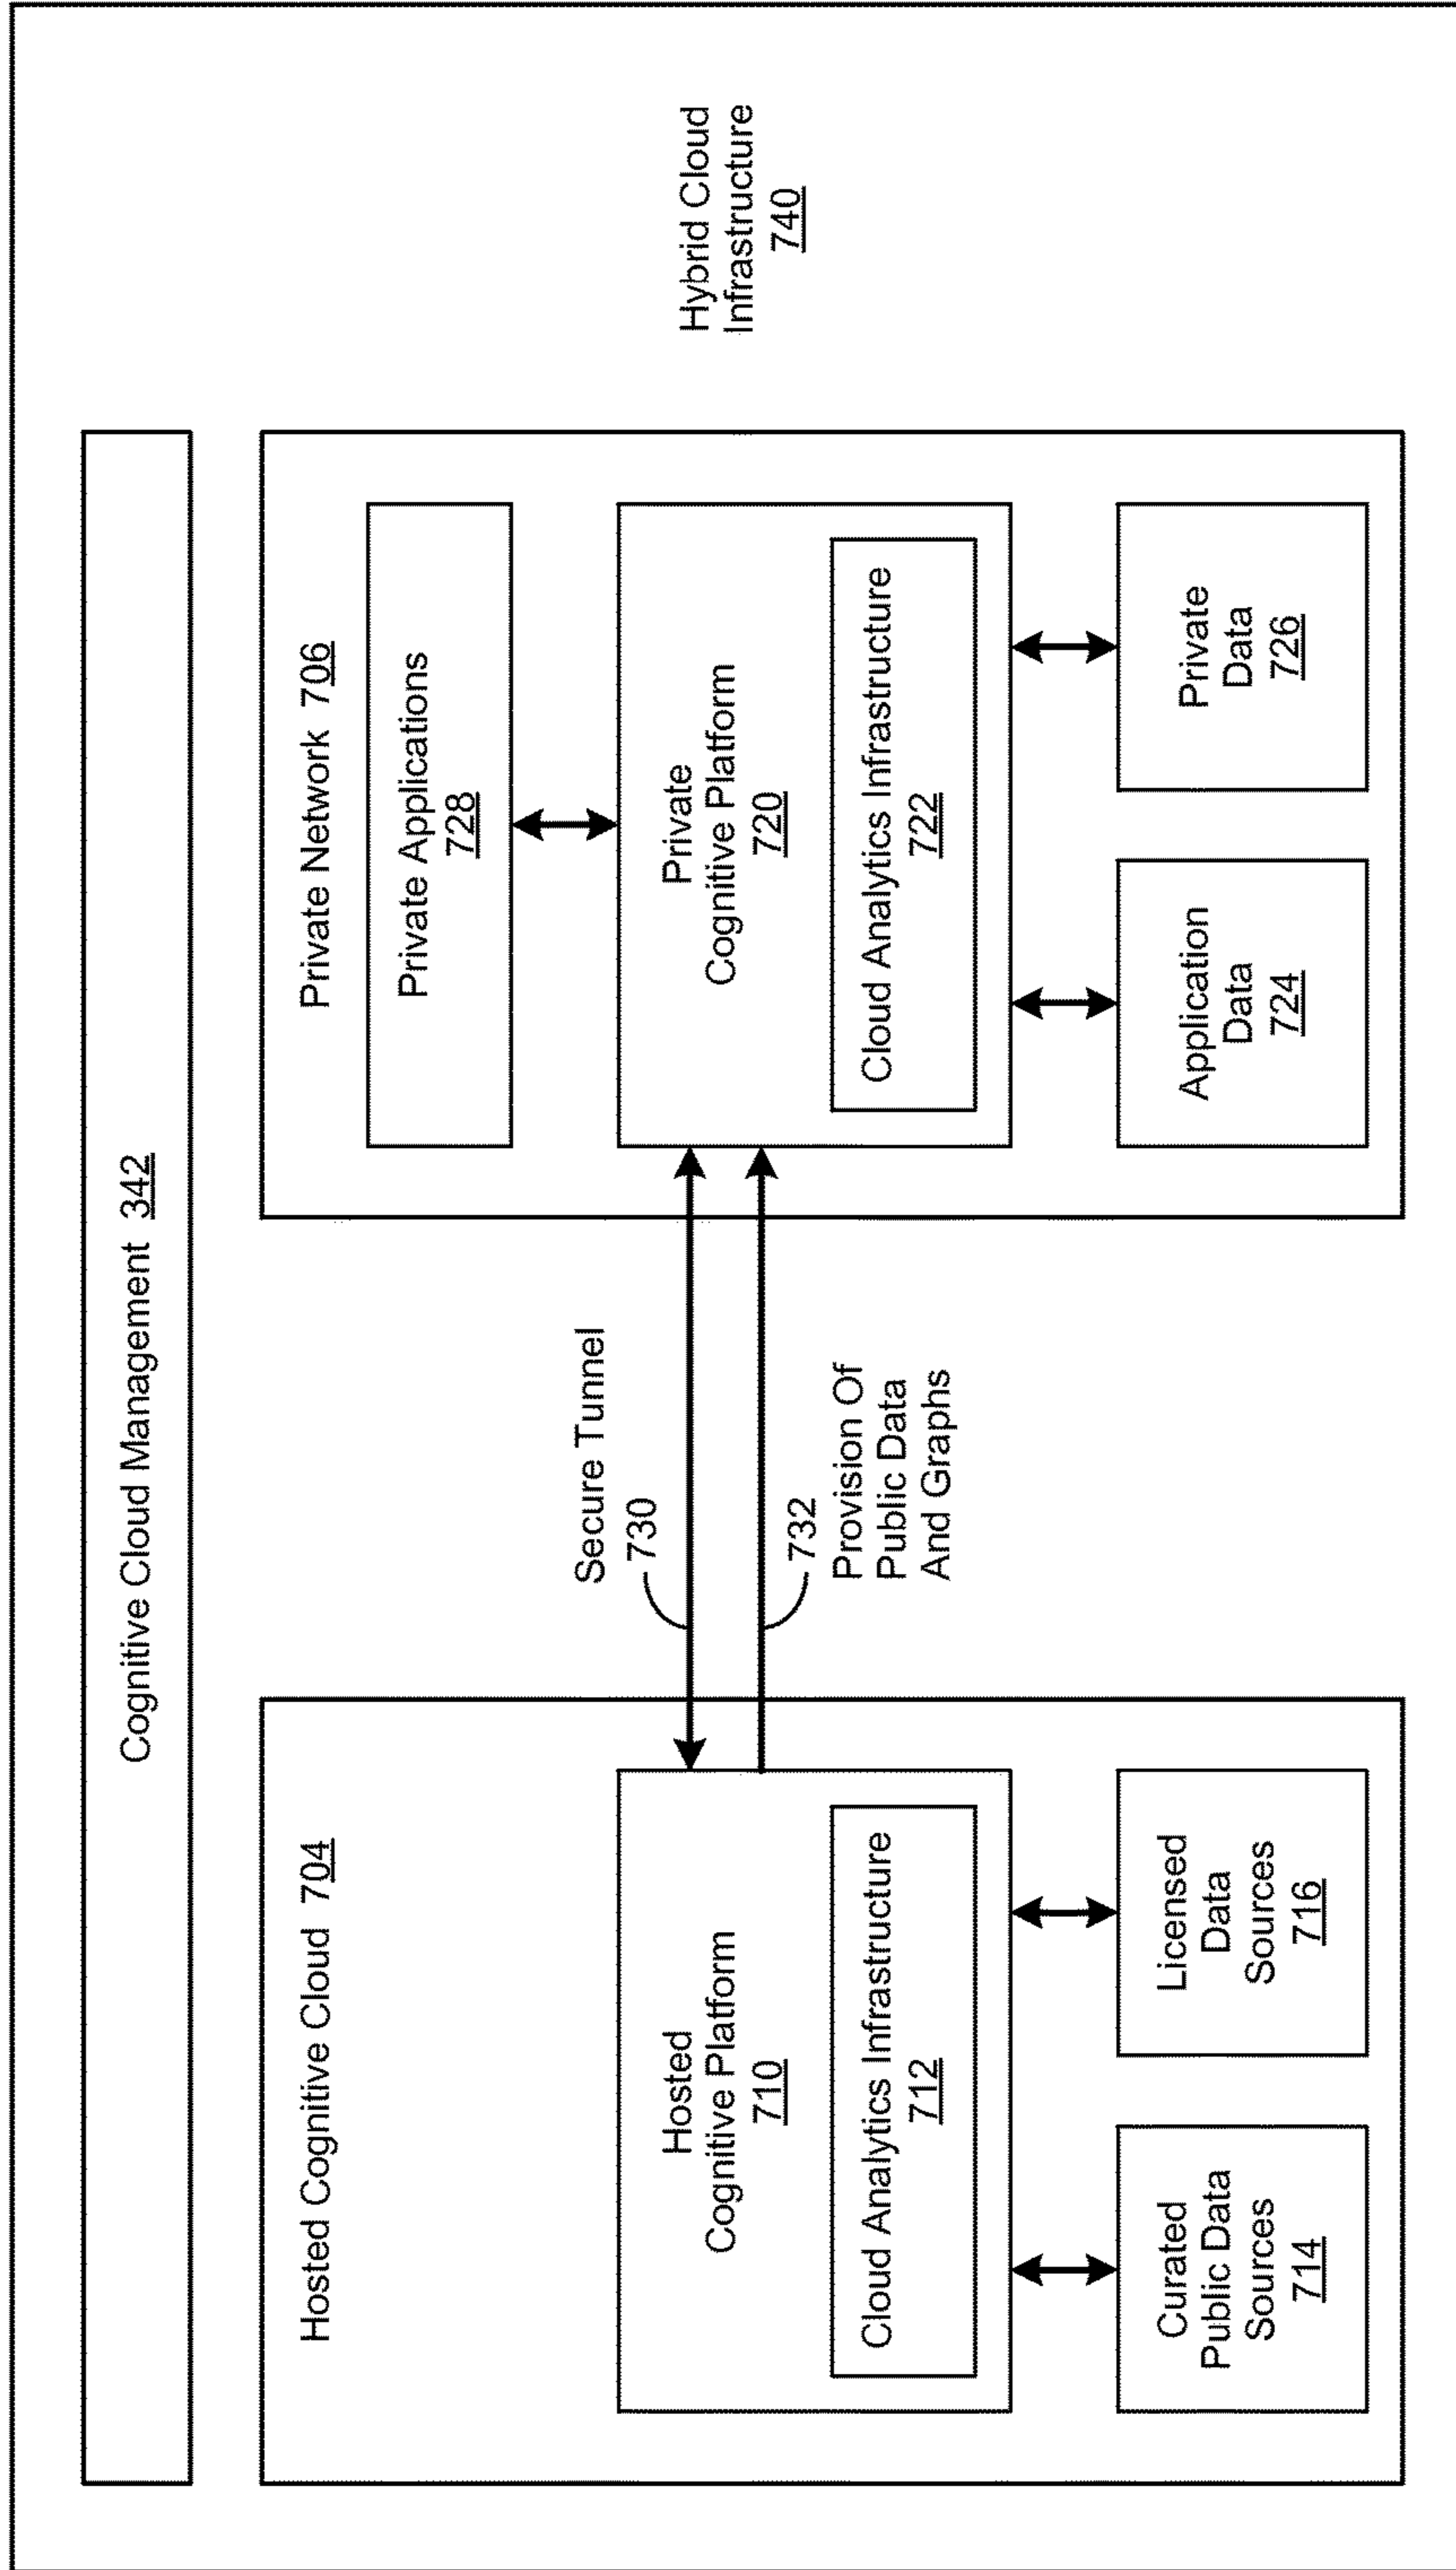 Cognitive Cloud Management 342
Hosted Cognitive Cloud 704
Hosted
Cognitive Platform
710
Cloud Analytics Infrastructure
712
Curated
Public Data
Sources
714
Licensed
Data
Sources
716
Secure Tunnel
730
732
Provision Of
Public Data
And Graphs
Private Network 706
Private Applications
728
Private
Cognitive Platform
720
Cloud Analytics Infrastructure
722
Application
Data
724
Private
Data
726
Hybrid Cloud
Infrastructure
740